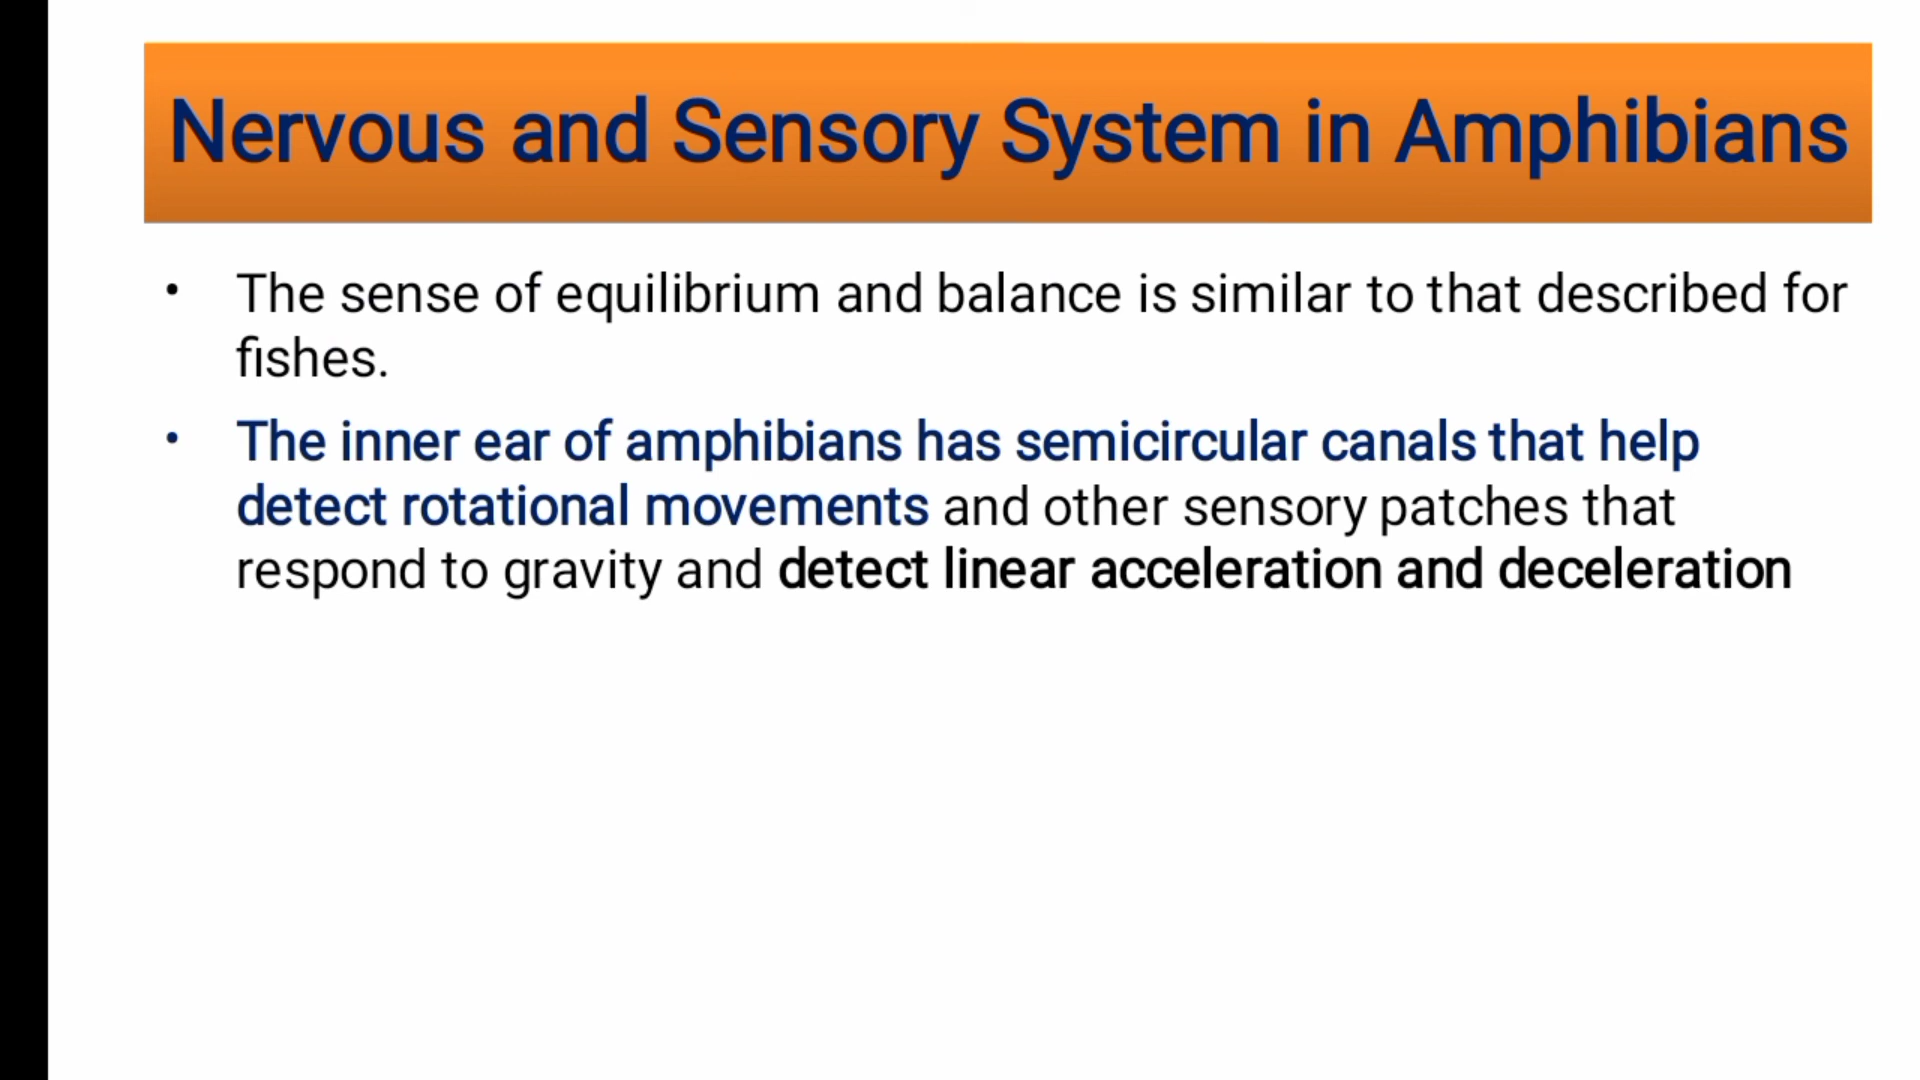 Nervous and Sensory System in Amphibians
• The sense of equilibrium and balance is similar to that described for
fishes.
• The inner ear of amphibians has semicircular canals that help
detect rotational movements and other sensory patches that
respond to gravity and detect linear acceleration and deceleration